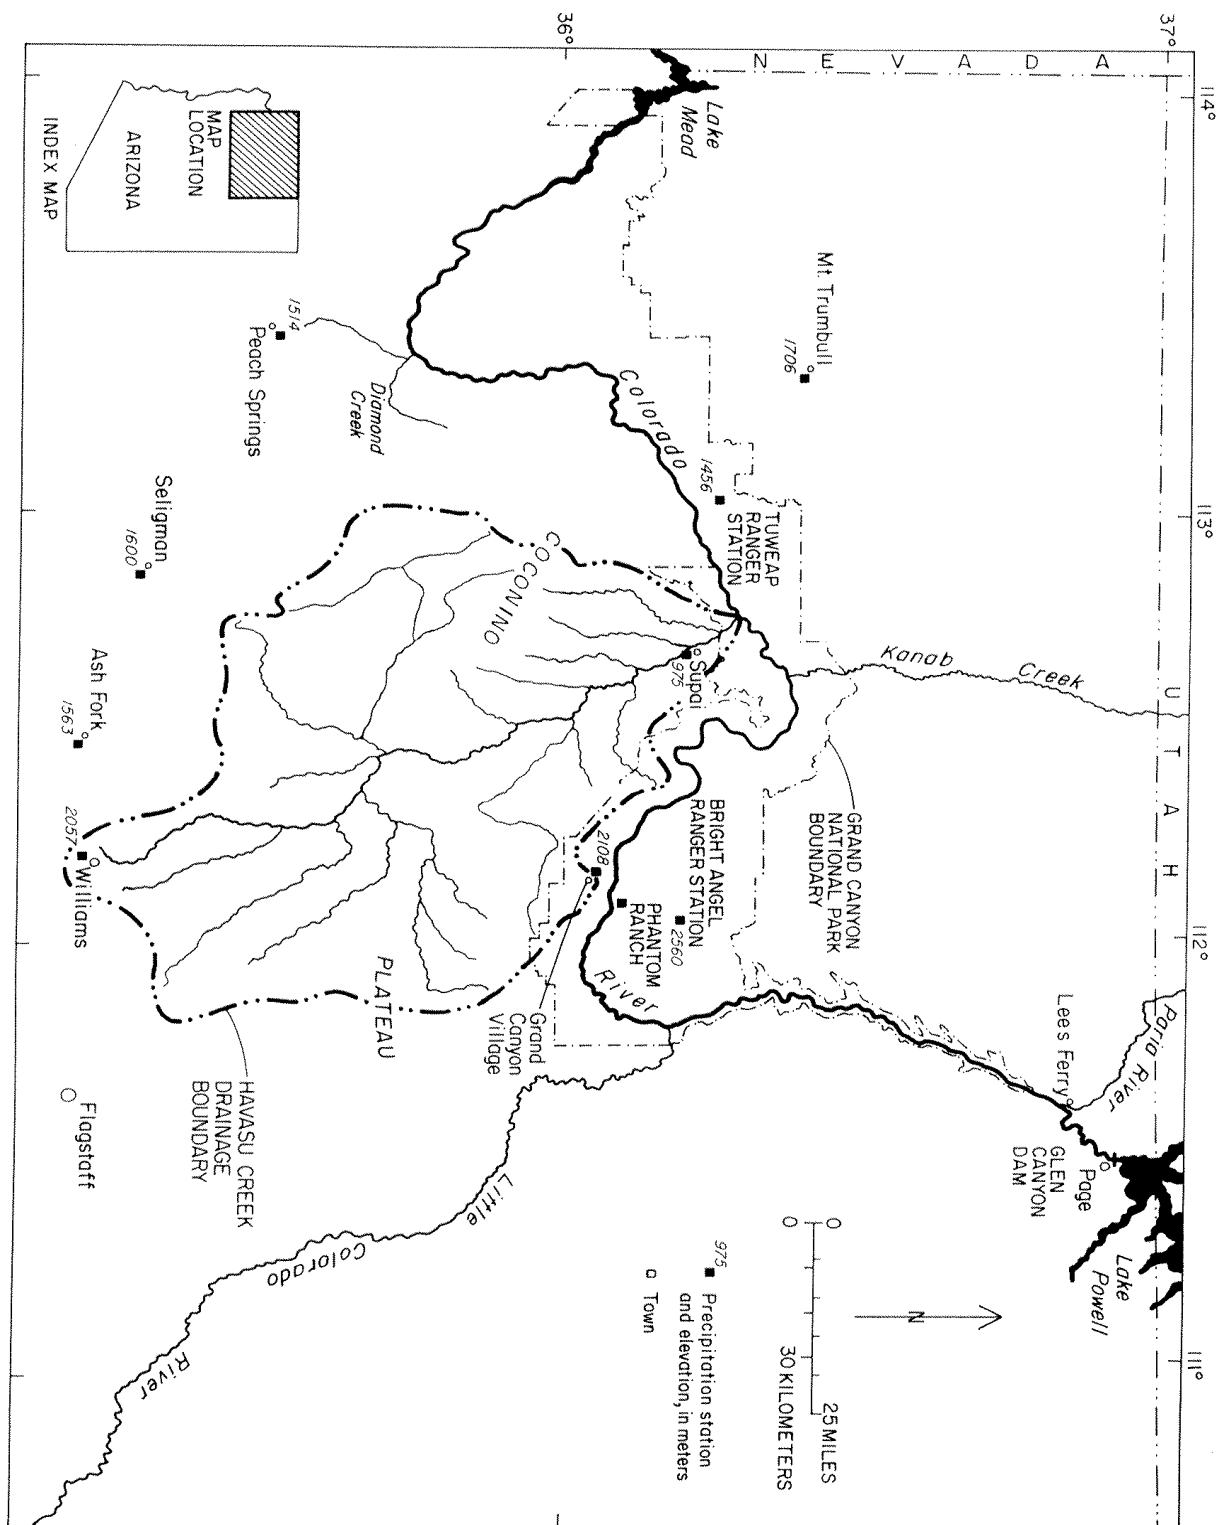 114°
113°
112°
111°
37°
36°
NEVADA
UTAH
Lake
Mead
Mt. Trumbull
1706
Colorado
1456
TUWEAP
RANGER
STATION
Kanab Creek
GRAND CANYON
NATIONAL PARK
BOUNDARY
Paria River
Lees Ferry
Page
GLEN
CANYON
DAM
Lake
Powell
Supai
975
BRIGHT ANGEL
RANGER STATION
2560
PHANTOM
RANCH
2108
River
Grand
Canyon
Village
COCONINO
PLATEAU
Diamond
Creek
1514
Peach Springs
Seligman
1600
Ash Fork
1563
2057
Williams
HAVASU CREEK
DRAINAGE
BOUNDARY
Flagstaff
Little
Colorado
River
0 25 MILES
0 30 KILOMETERS
N
975 Precipitation station
and elevation, in meters
Town
MAP
LOCATION
ARIZONA
INDEX MAP